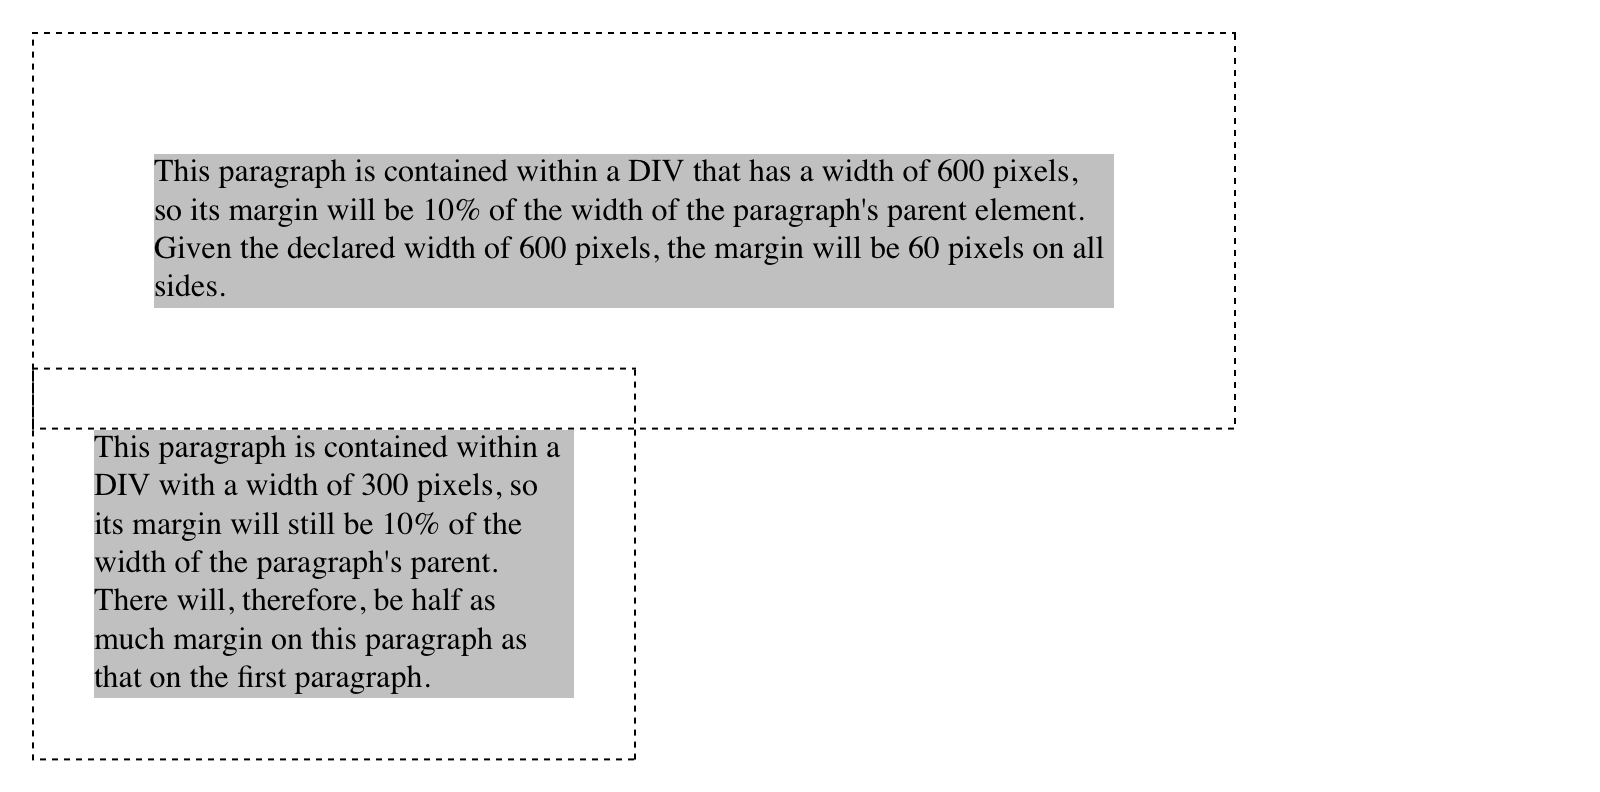 This paragraph is contained within a DIV that has a width of 600 pixels,
so its margin will be 10% of the width of the paragraph's parent element.
Given the declared width of 600 pixels, the margin will be 60 pixels on all
sides.
This paragraph is contained within a
DIV with a width of 300 pixels, so
its margin will still be 10% of the
width of the paragraph's parent.
There will, therefore, be half as
much margin on this paragraph as
that on the first paragraph.